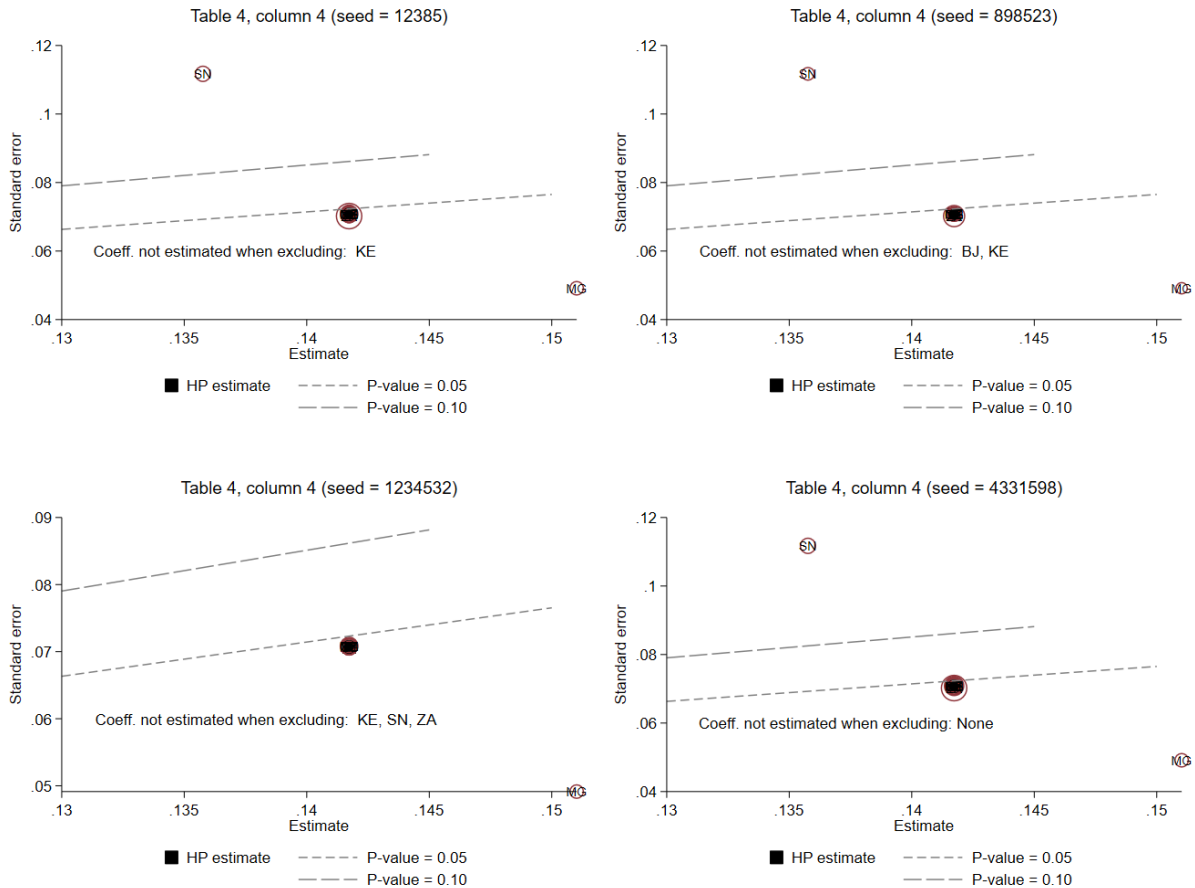 Table 4, column 4 (seed = 12385)
.12
.1
.08
.06
.04
Standard error
SN
MG
Coeff. not estimated when excluding:  KE
.13
.135
.14
.145
.15
Estimate
HP estimate
P-value = 0.05
P-value = 0.10
Table 4, column 4 (seed = 898523)
.12
.1
.08
.06
.04
Standard error
SN
MG
Coeff. not estimated when excluding:  BJ, KE
.13
.135
.14
.145
.15
Estimate
HP estimate
P-value = 0.05
P-value = 0.10
Table 4, column 4 (seed = 1234532)
.09
.08
.07
.06
.05
Standard error
MG
Coeff. not estimated when excluding:  KE, SN, ZA
.13
.135
.14
.145
.15
Estimate
HP estimate
P-value = 0.05
P-value = 0.10
Table 4, column 4 (seed = 4331598)
.12
.1
.08
.06
.04
Standard error
SN
MG
Coeff. not estimated when excluding: None
.13
.135
.14
.145
.15
Estimate
HP estimate
P-value = 0.05
P-value = 0.10